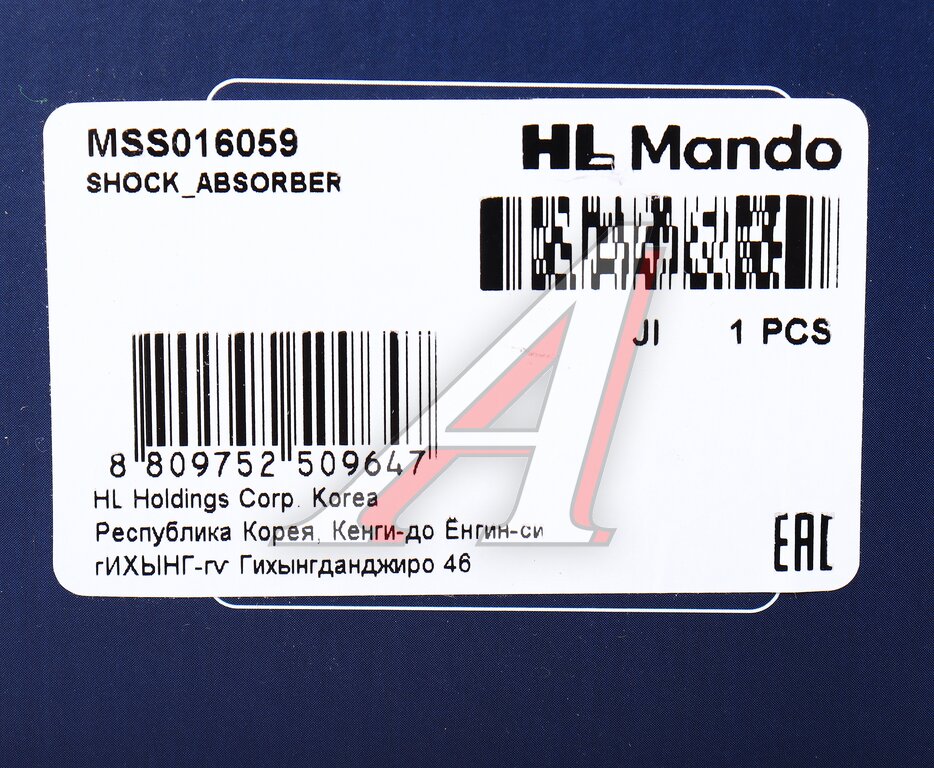 MSS016059
SHOCK_ABSORBER
HL Mando
JI 1 PCS
8 809752 509647
HL Holdings Corp. Korea
Республика Корея, Кенги-до Ёнгин-си
гИХЫНГ-гу Гихынгданджиро 46
EAC